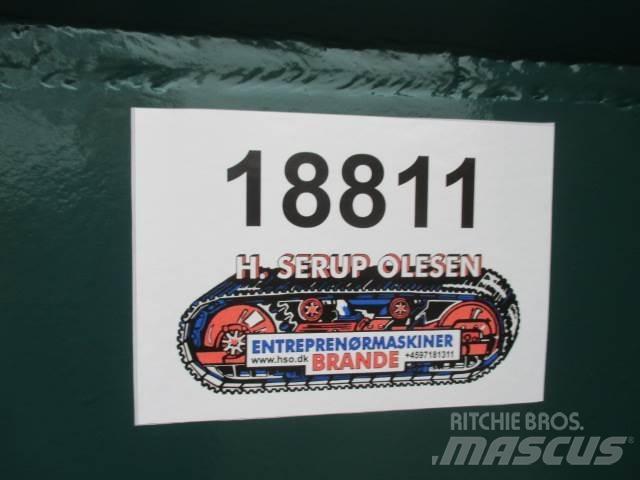 18811
H. SERUP OLESEN
ENTREPRENØRMASKINER
www.hso.dk BRANDE +4597181311
RITCHIE BROS.
MASCUS